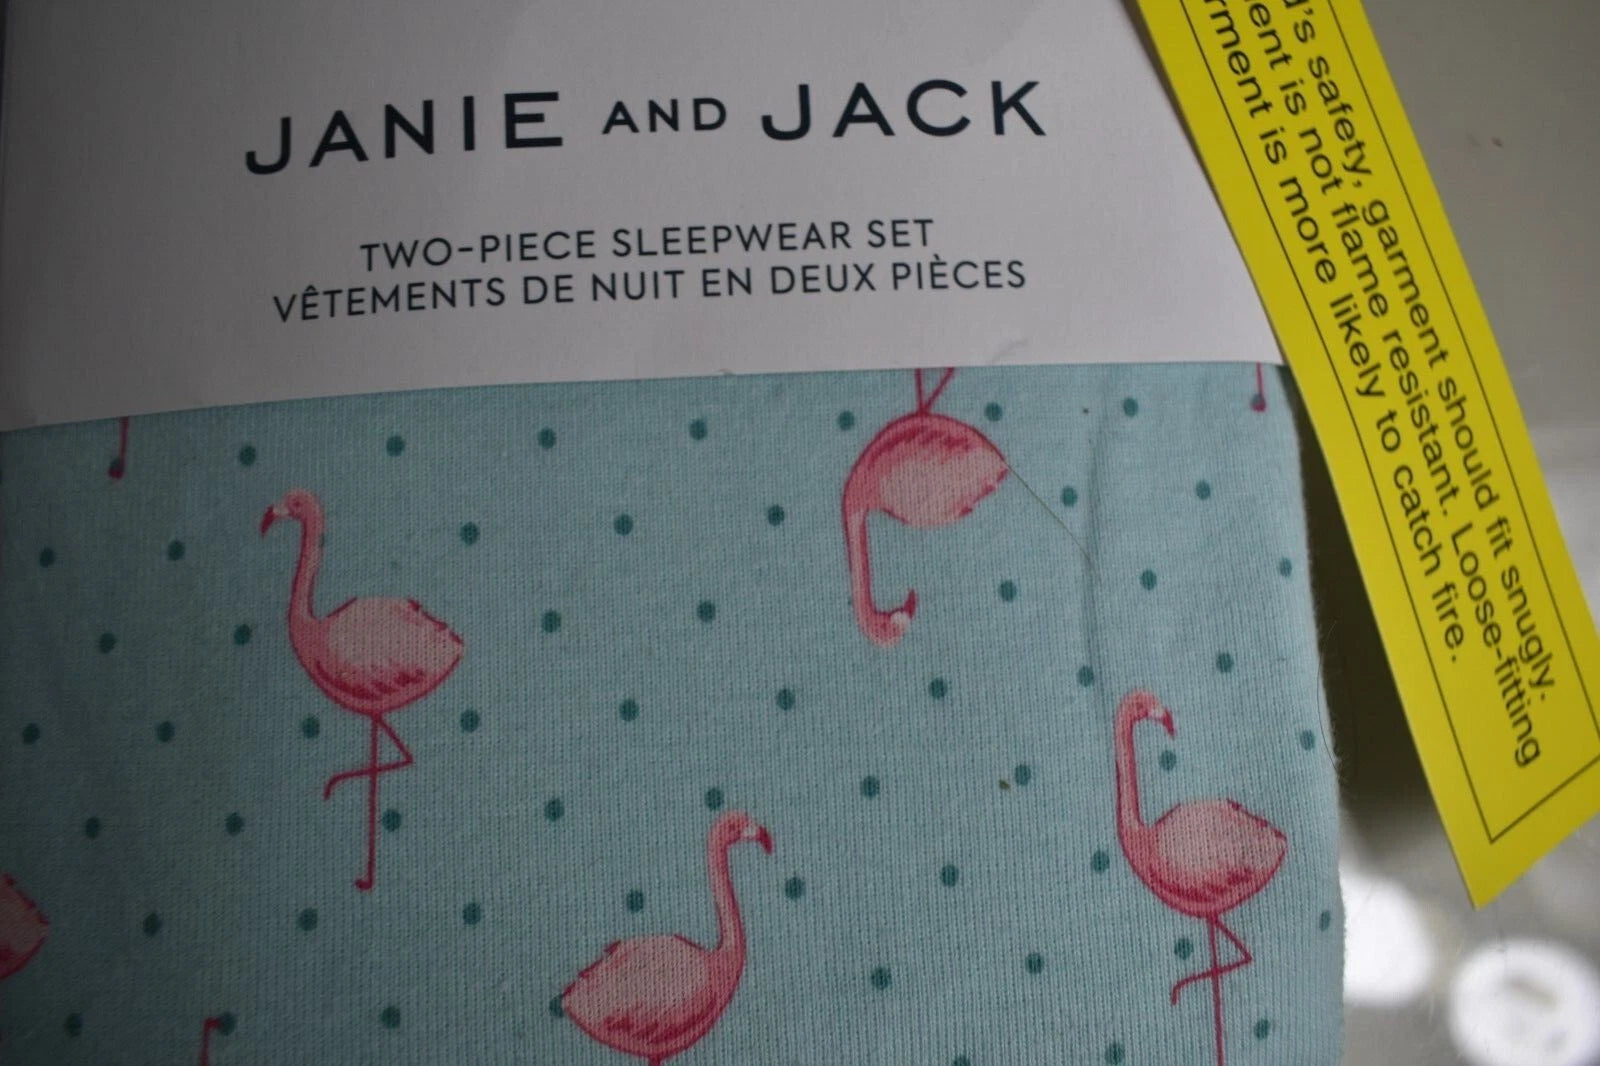 JANIE AND JACK
TWO-PIECE SLEEPWEAR SET
VÊTEMENTS DE NUIT EN DEUX PIÈCES
safety, garment should fit snugly.
is not flame resistant. Loose-fitting
is more likely to catch fire.